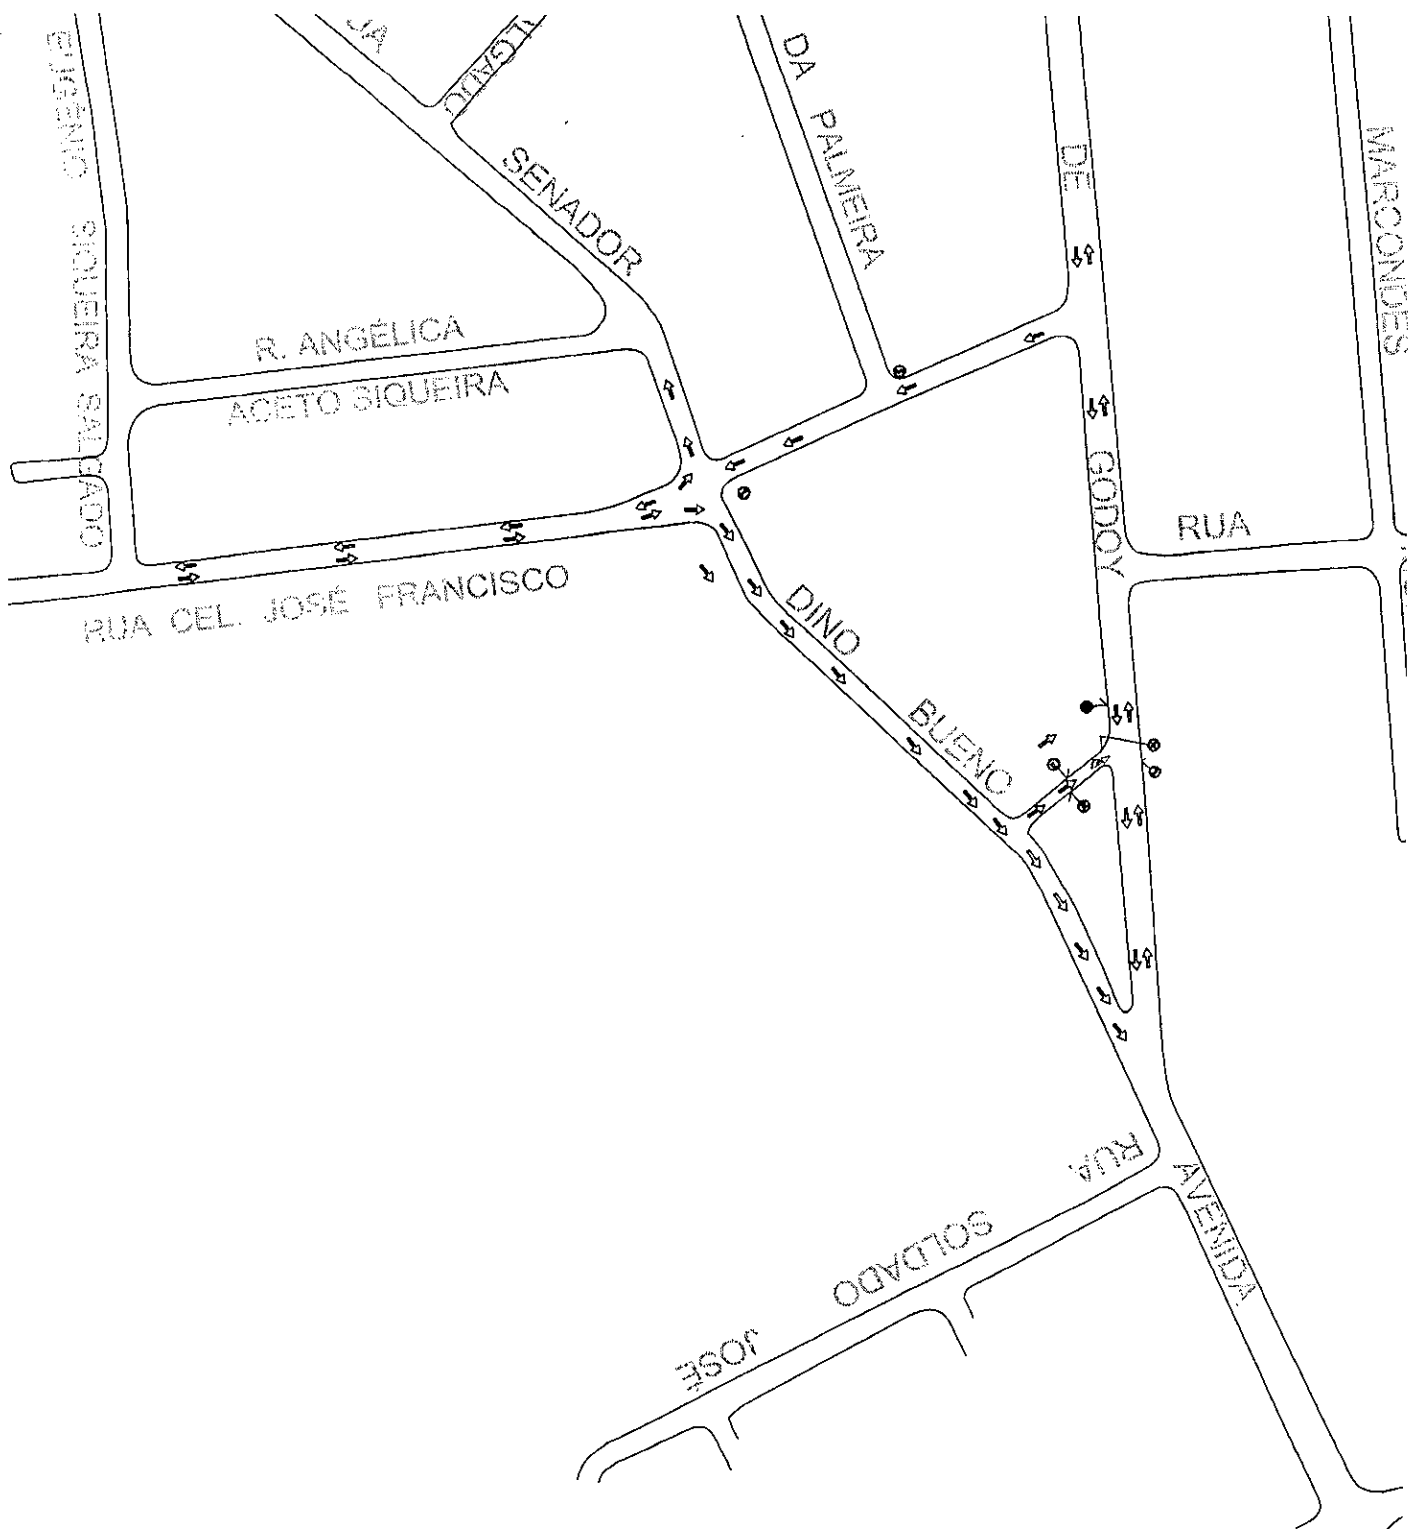 EUGÊNIO SIQUEIRA SALGADO
SENADOR
DA PALMEIRA
DE GODOY
MARCONDES
R. ANGÉLICA
ACETO SIQUEIRA
RUA
RUA CEL. JOSÉ FRANCISCO
DINO BUENO
RUA SOLDADO JOSÉ
AVENIDA